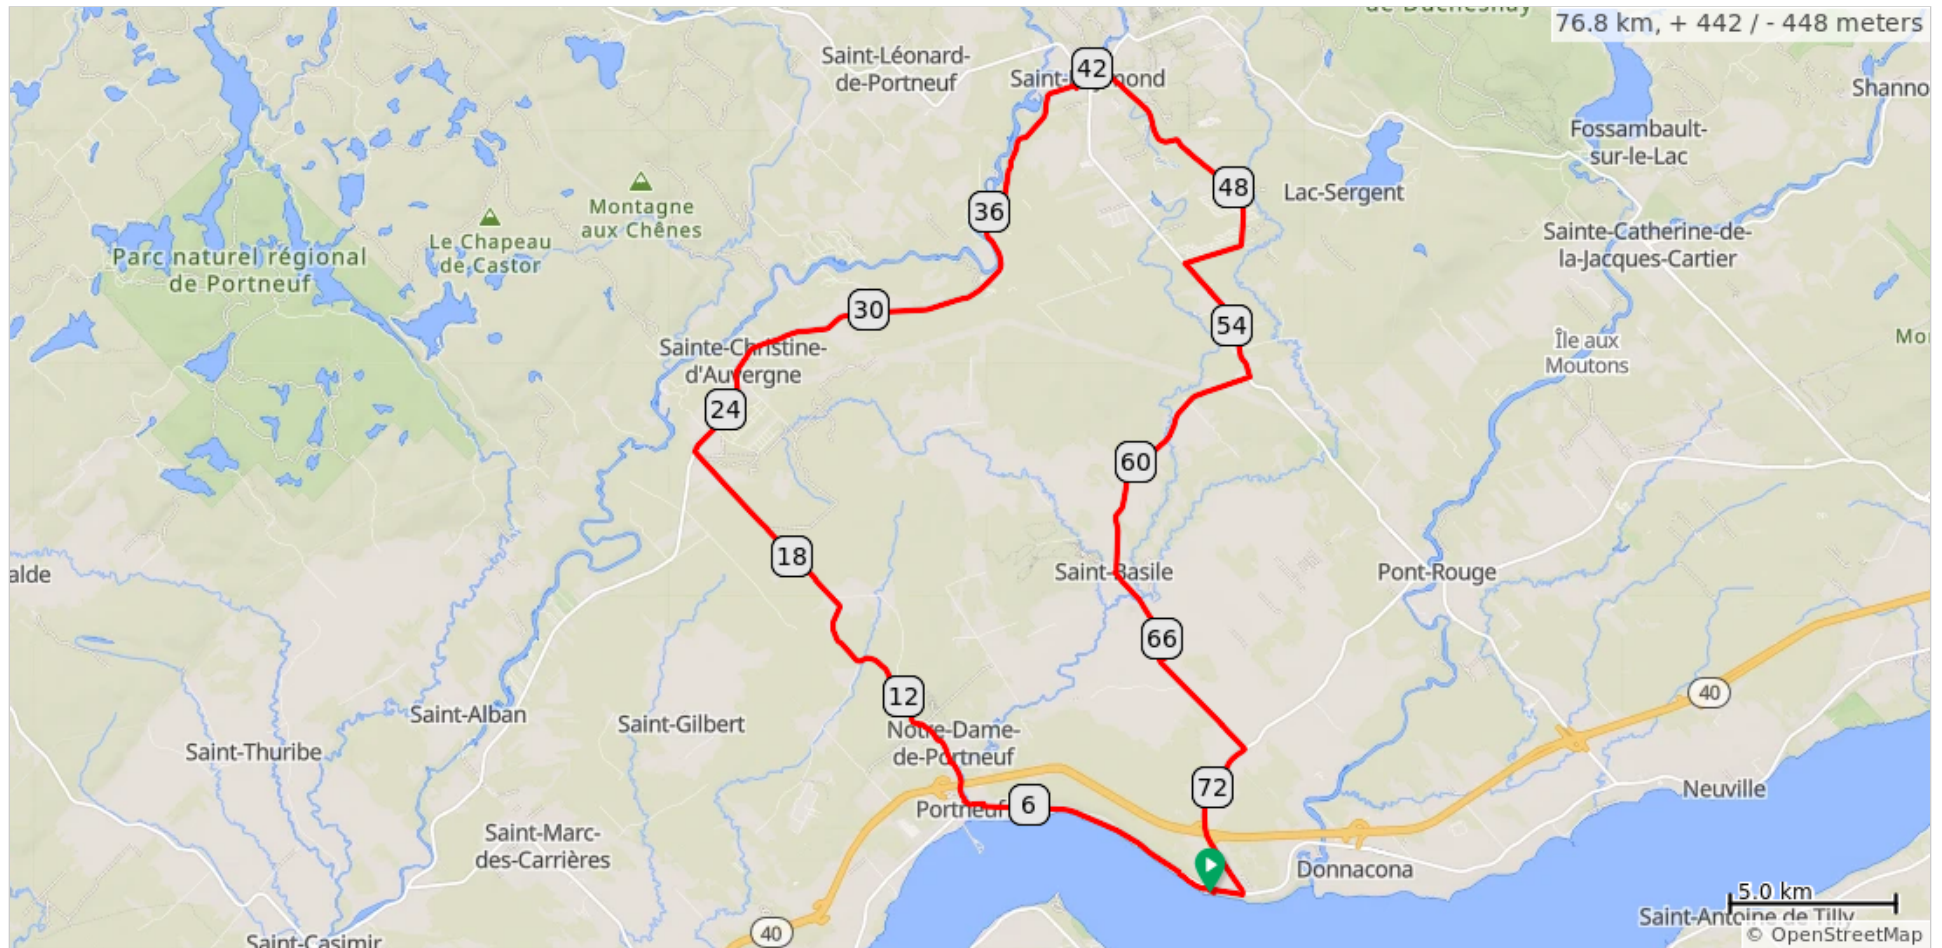 de Duchesnay
76.8 km, + 442 / - 448 meters
Saint-Léonard-
de-Portneuf
42
Shanno
Fossambault-
sur-le-Lac
48
Lac-Sergent
Montagne
aux Chênes
36
Le Chapeau
de Castor
Sainte-Catherine-de-
la-Jacques-Cartier
Parc naturel régional
de Portneuf
30
54
Île aux
Moutons
Mo
Sainte-Christine-
d'Auvergne
24
60
18
alde
Saint-Basile
Pont-Rouge
66
12
40
Saint-Alban
Saint-Gilbert
Notre-Dame-
de-Portneuf
Saint-Thuribe
72
Neuville
6
Portneuf
Saint-Marc-
des-Carrières
Donnacona
5.0 km
Saint-Antoine de Tilly
40
Saint-Casimir
© OpenStreetMap